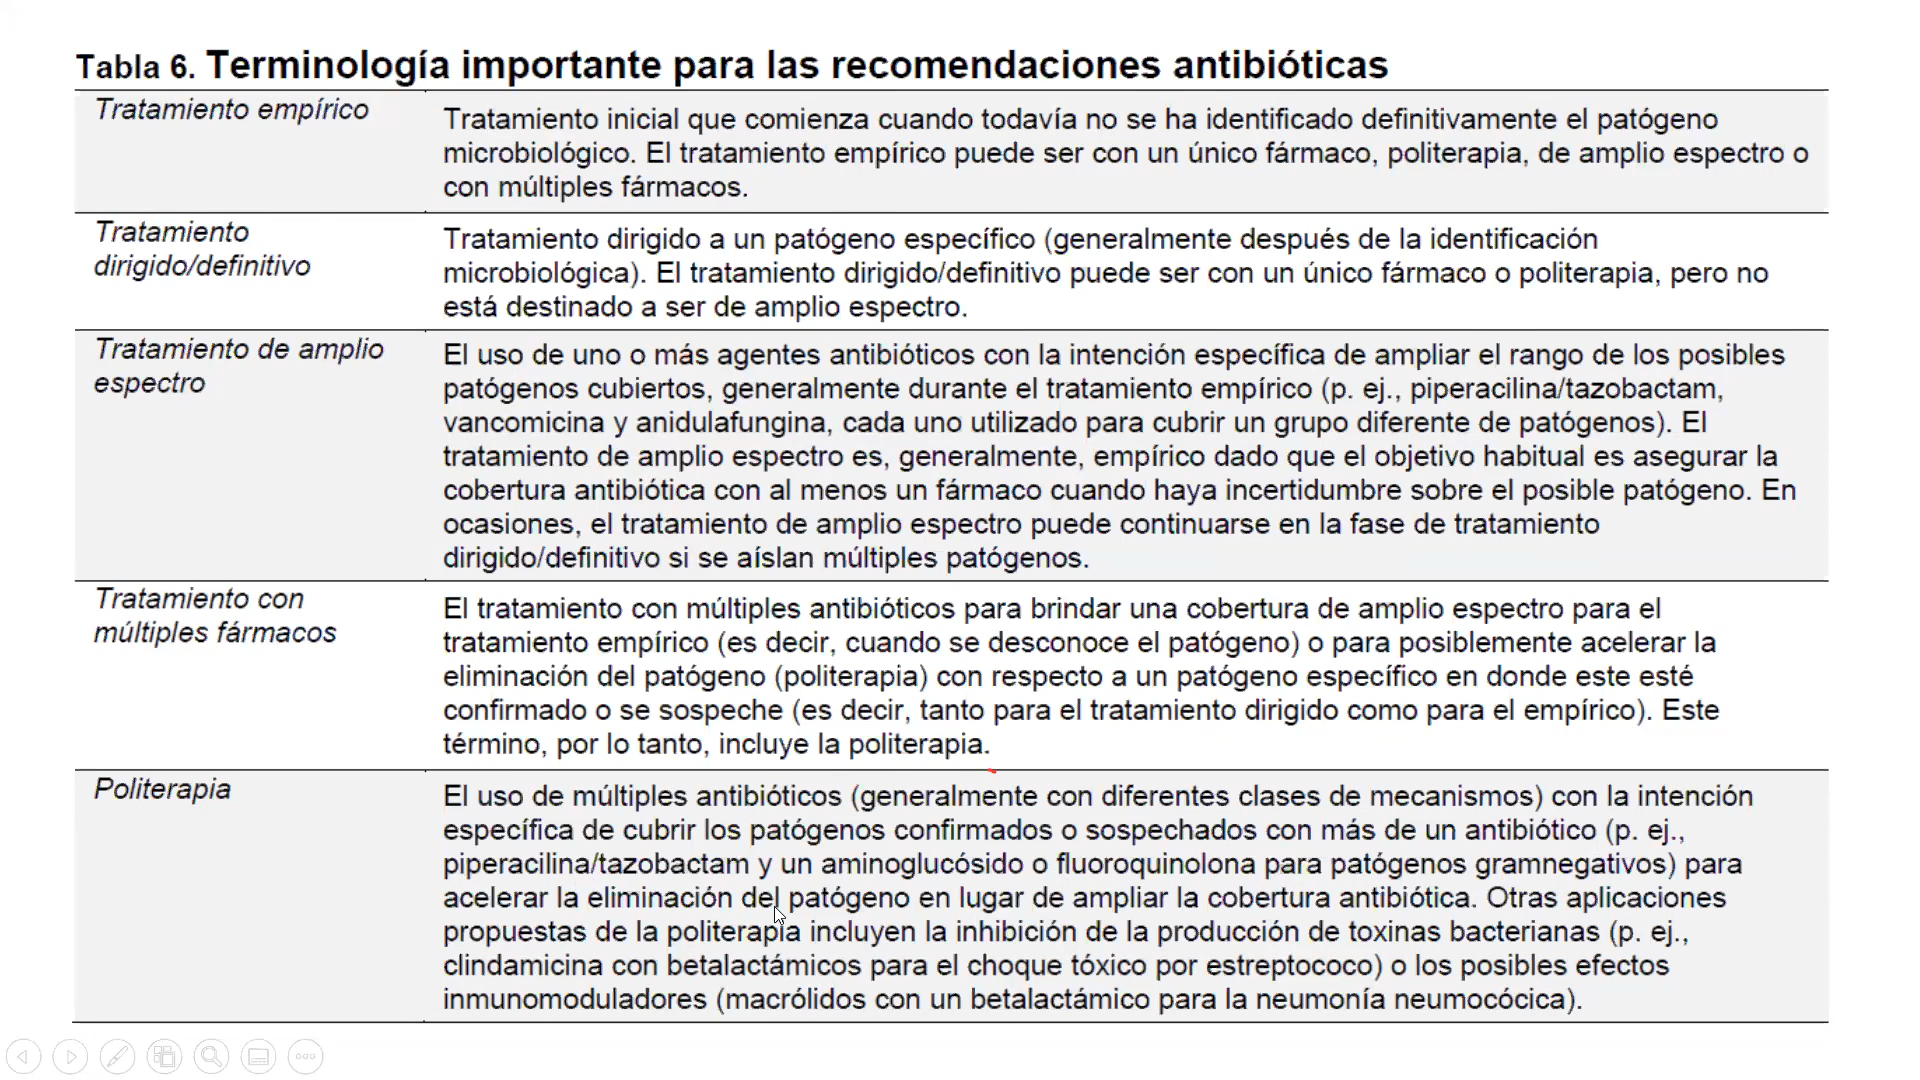 Tabla 6. Terminología importante para las recomendaciones antibióticas
Tratamiento empírico
Tratamiento inicial que comienza cuando todavía no se ha identificado definitivamente el patógeno
microbiológico. El tratamiento empírico puede ser con un único fármaco, politerapia, de amplio espectro o
con múltiples fármacos.
Tratamiento
dirigido/definitivo
Tratamiento dirigido a un patógeno específico (generalmente después de la identificación
microbiológica). El tratamiento dirigido/definitivo puede ser con un único fármaco o politerapia, pero no
está destinado a ser de amplio espectro.
Tratamiento de amplio
espectro
El uso de uno o más agentes antibióticos con la intención específica de ampliar el rango de los posibles
patógenos cubiertos, generalmente durante el tratamiento empírico (p. ej., piperacilina/tazobactam,
vancomicina y anidulafungina, cada uno utilizado para cubrir un grupo diferente de patógenos). El
tratamiento de amplio espectro es, generalmente, empírico dado que el objetivo habitual es asegurar la
cobertura antibiótica con al menos un fármaco cuando haya incertidumbre sobre el posible patógeno. En
ocasiones, el tratamiento de amplio espectro puede continuarse en la fase de tratamiento
dirigido/definitivo si se aíslan múltiples patógenos.
Tratamiento con
múltiples fármacos
El tratamiento con múltiples antibióticos para brindar una cobertura de amplio espectro para el
tratamiento empírico (es decir, cuando se desconoce el patógeno) o para posiblemente acelerar la
eliminación del patógeno (politerapia) con respecto a un patógeno específico en donde este esté
confirmado o se sospeche (es decir, tanto para el tratamiento dirigido como para el empírico). Este
término, por lo tanto, incluye la politerapia.
Politerapia
El uso de múltiples antibióticos (generalmente con diferentes clases de mecanismos) con la intención
específica de cubrir los patógenos confirmados o sospechados con más de un antibiótico (p. ej.,
piperacilina/tazobactam y un aminoglucósido o fluoroquinolona para patógenos gramnegativos) para
acelerar la eliminación del patógeno en lugar de ampliar la cobertura antibiótica. Otras aplicaciones
propuestas de la politerapia incluyen la inhibición de la producción de toxinas bacterianas (p. ej.,
clindamicina con betalactámicos para el choque tóxico por estreptococo) o los posibles efectos
inmunomoduladores (macrólidos con un betalactámico para la neumonía neumocócica).